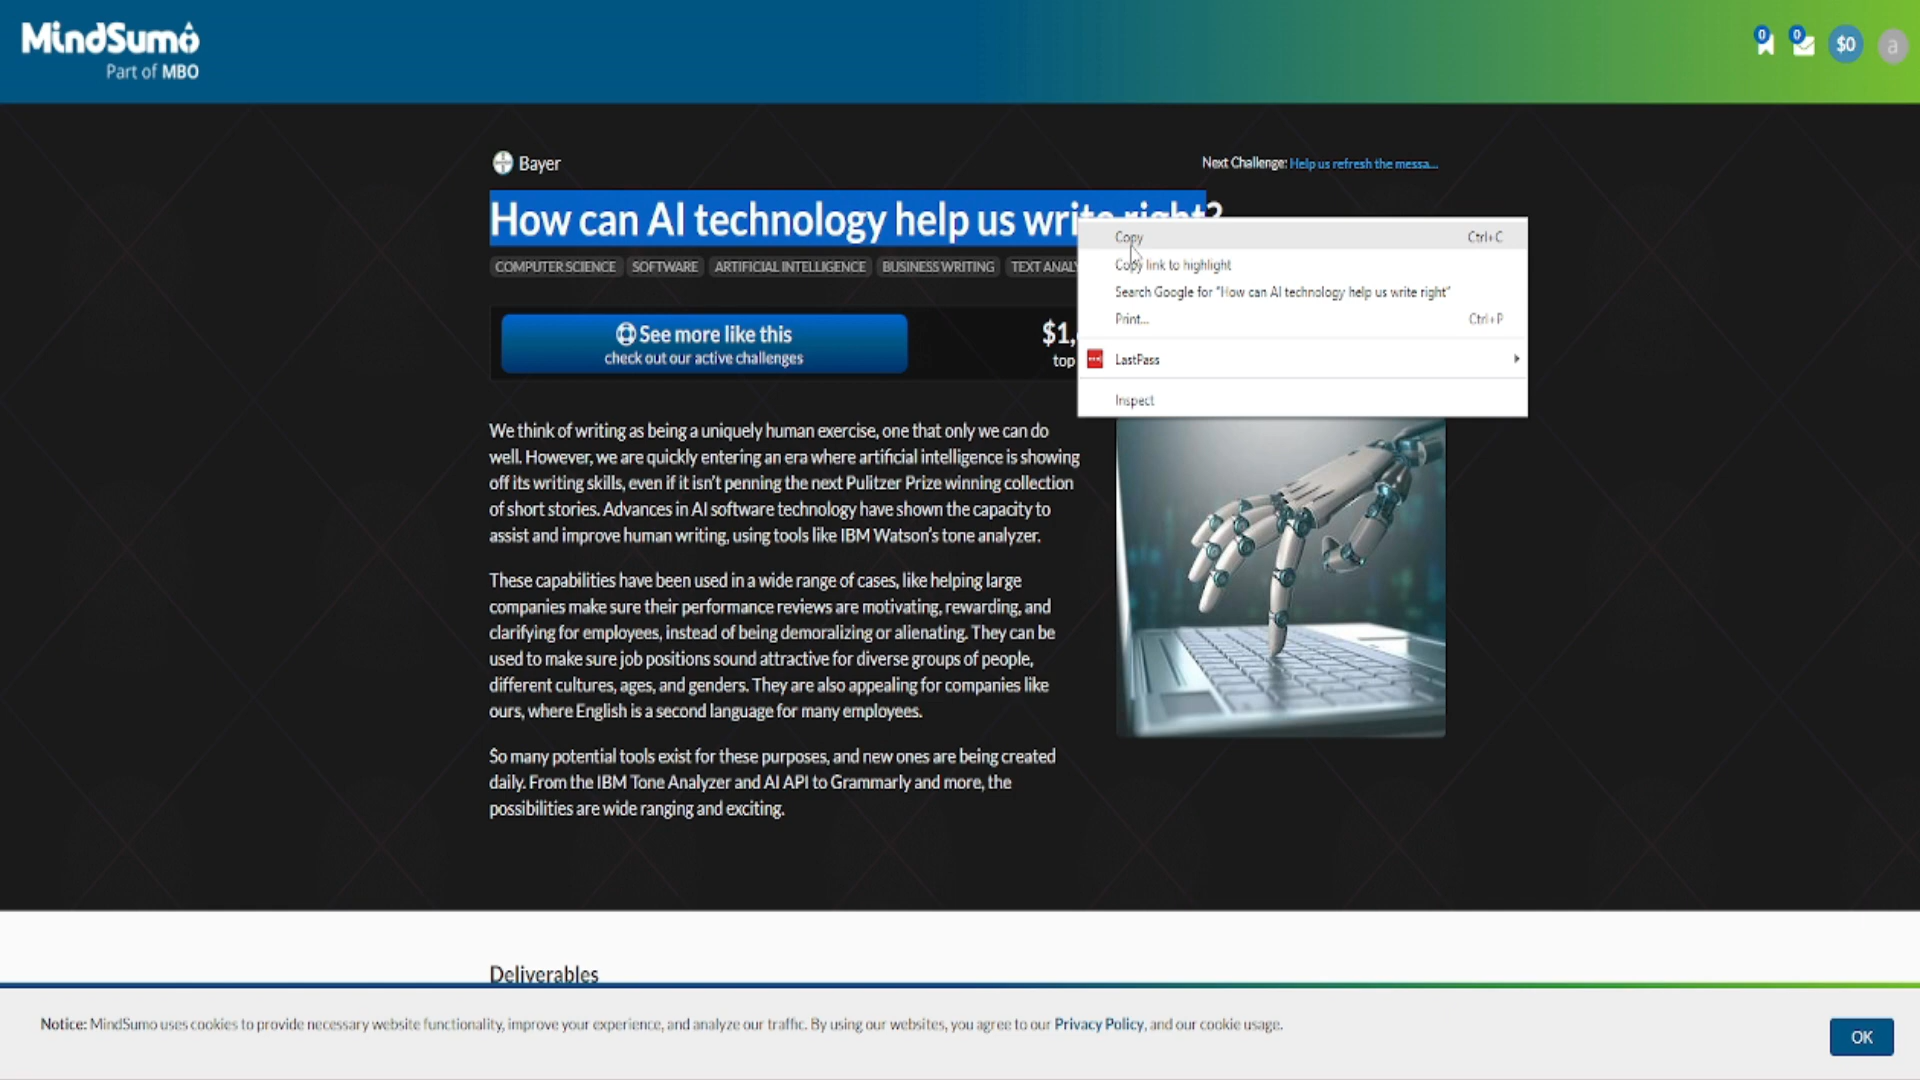 MindSumo
Part of MBO
0
0
$0
a
Bayer
Next Challenge: Help us refresh the messa...
How can AI technology help us write right?
COMPUTER SCIENCE SOFTWARE ARTIFICIAL INTELLIGENCE BUSINESS WRITING TEXT ANALY
Copy Ctrl+C
Copy link to highlight
Search Google for "How can AI technology help us write right"
Print... Ctrl+P
LastPass
Inspect
See more like this
check out our active challenges
$1,
top
We think of writing as being a uniquely human exercise, one that only we can do
well. However, we are quickly entering an era where artificial intelligence is showing
off its writing skills, even if it isn't penning the next Pulitzer Prize winning collection
of short stories. Advances in AI software technology have shown the capacity to
assist and improve human writing, using tools like IBM Watson's tone analyzer.
These capabilities have been used in a wide range of cases, like helping large
companies make sure their performance reviews are motivating, rewarding, and
clarifying for employees, instead of being demoralizing or alienating. They can be
used to make sure job positions sound attractive for diverse groups of people,
different cultures, ages, and genders. They are also appealing for companies like
ours, where English is a second language for many employees.
So many potential tools exist for these purposes, and new ones are being created
daily. From the IBM Tone Analyzer and AI API to Grammarly and more, the
possibilities are wide ranging and exciting.
Deliverables
Notice: MindSumo uses cookies to provide necessary website functionality, improve your experience, and analyze our traffic. By using our websites, you agree to our Privacy Policy, and our cookie usage.
OK